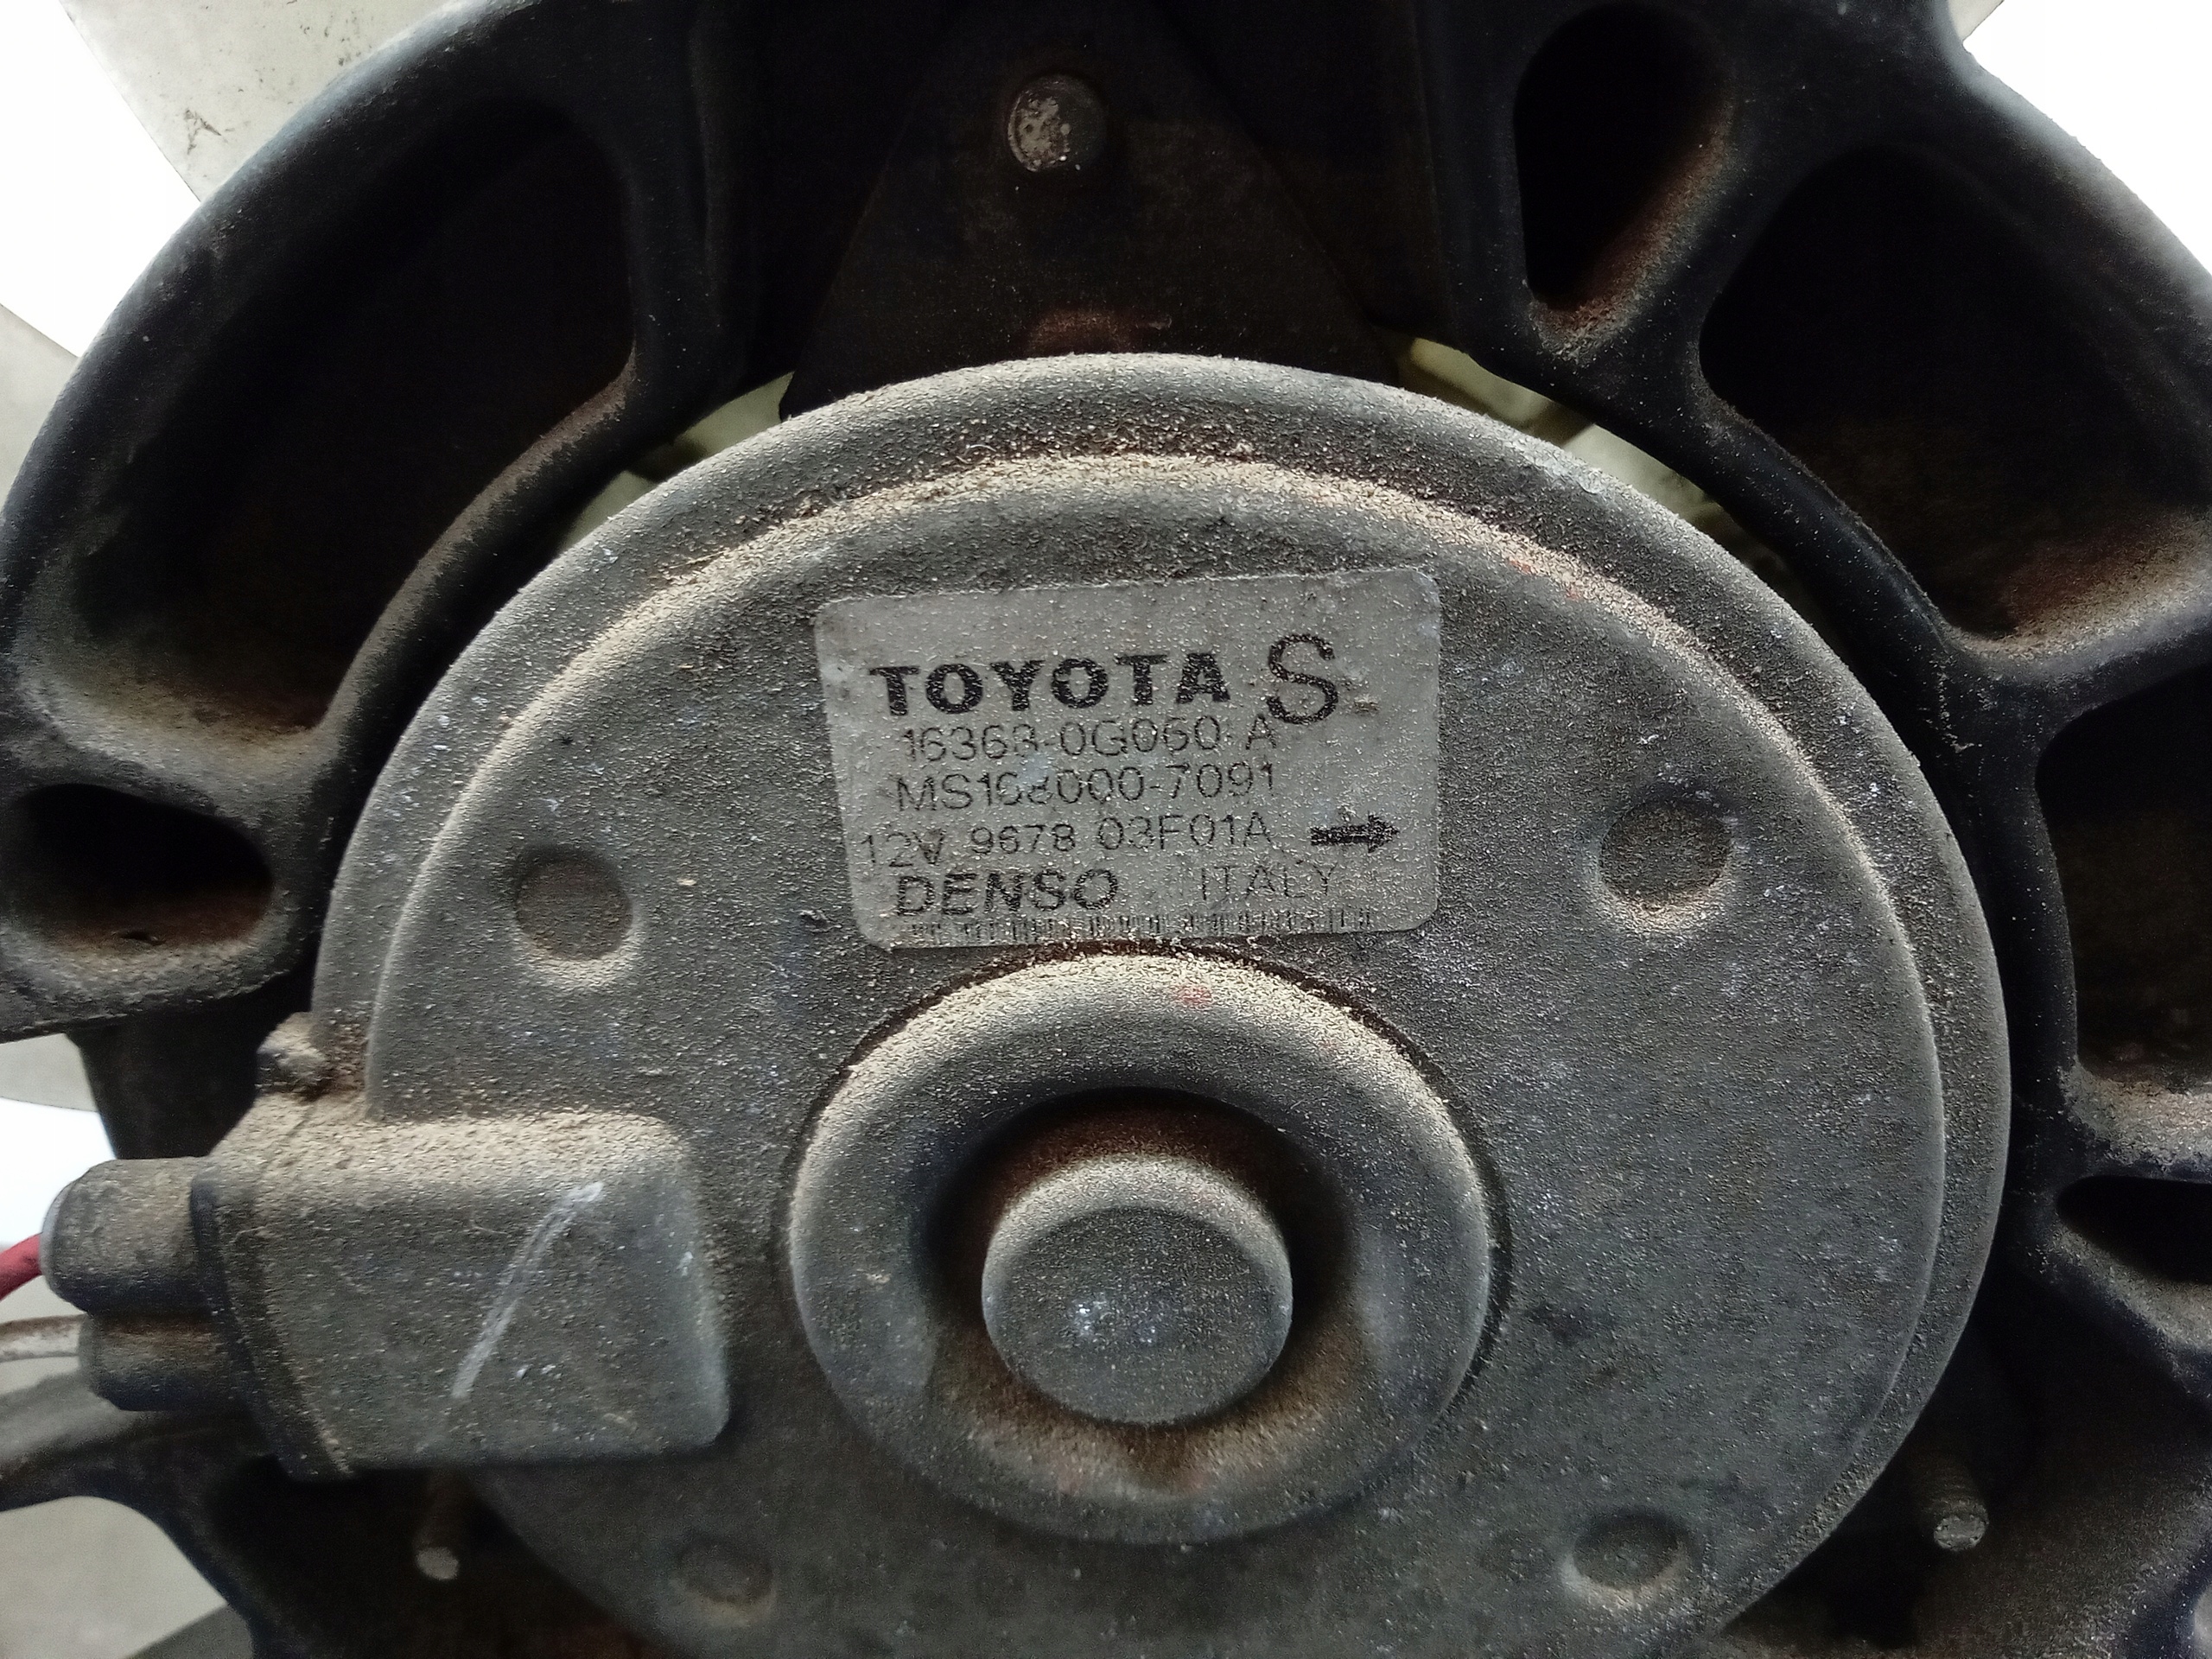 TOYOTA S
16363-0G060-A
MS168000-7091
12V 9678 03F01A →
DENSO ITALY